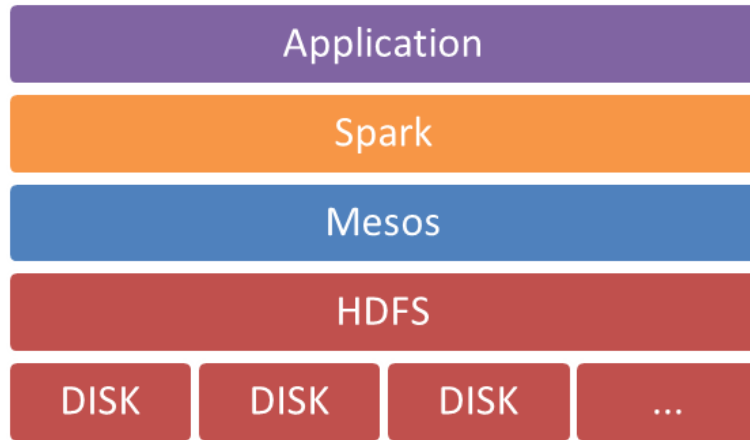 Application
Spark
Mesos
HDFS
DISK DISK DISK ...